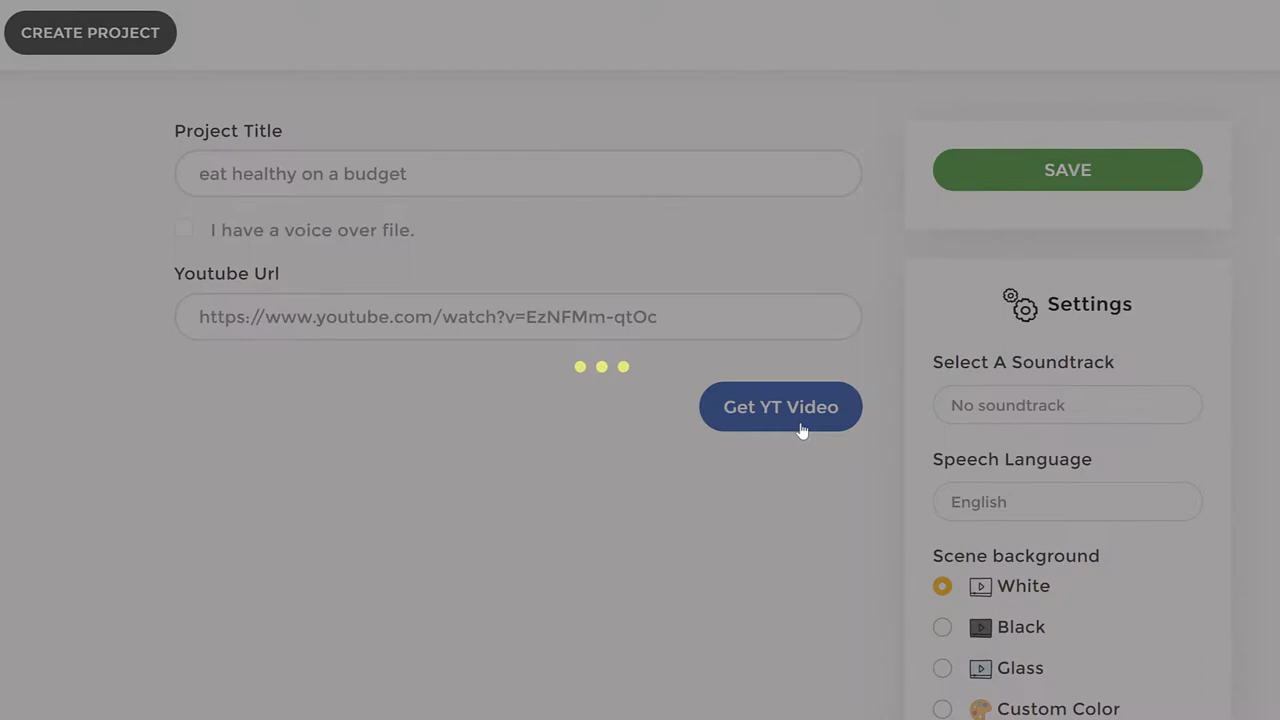 CREATE PROJECT
Project Title
eat healthy on a budget
I have a voice over file.
Youtube Url
https://www.youtube.com/watch?v=EzNFMm-qtOc
Get YT Video
SAVE
Settings
Select A Soundtrack
No soundtrack
Speech Language
English
Scene background
White
Black
Glass
Custom Color